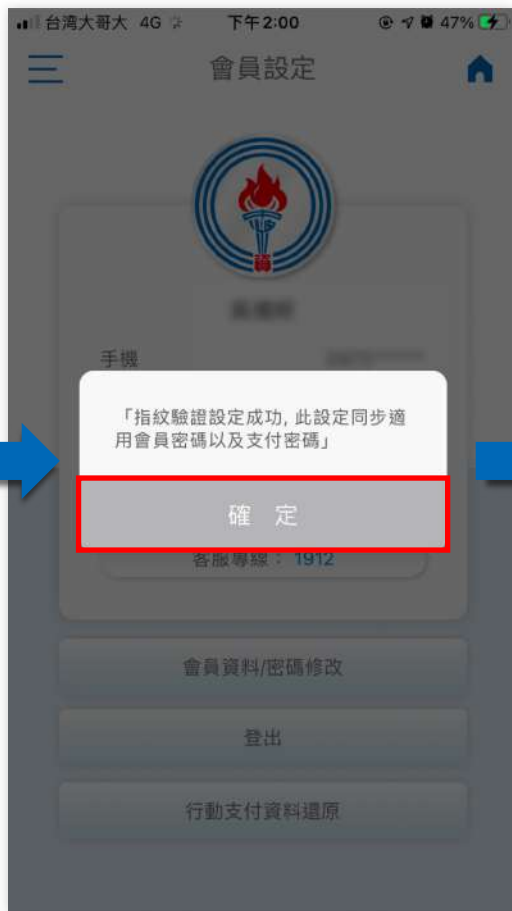 台灣大哥大 4G 下午2:00 47%
會員設定
手機
「指紋驗證設定成功, 此設定同步適
用會員密碼以及支付密碼」
確 定
客服專線： 1912
會員資料/密碼修改
登出
行動支付資料還原